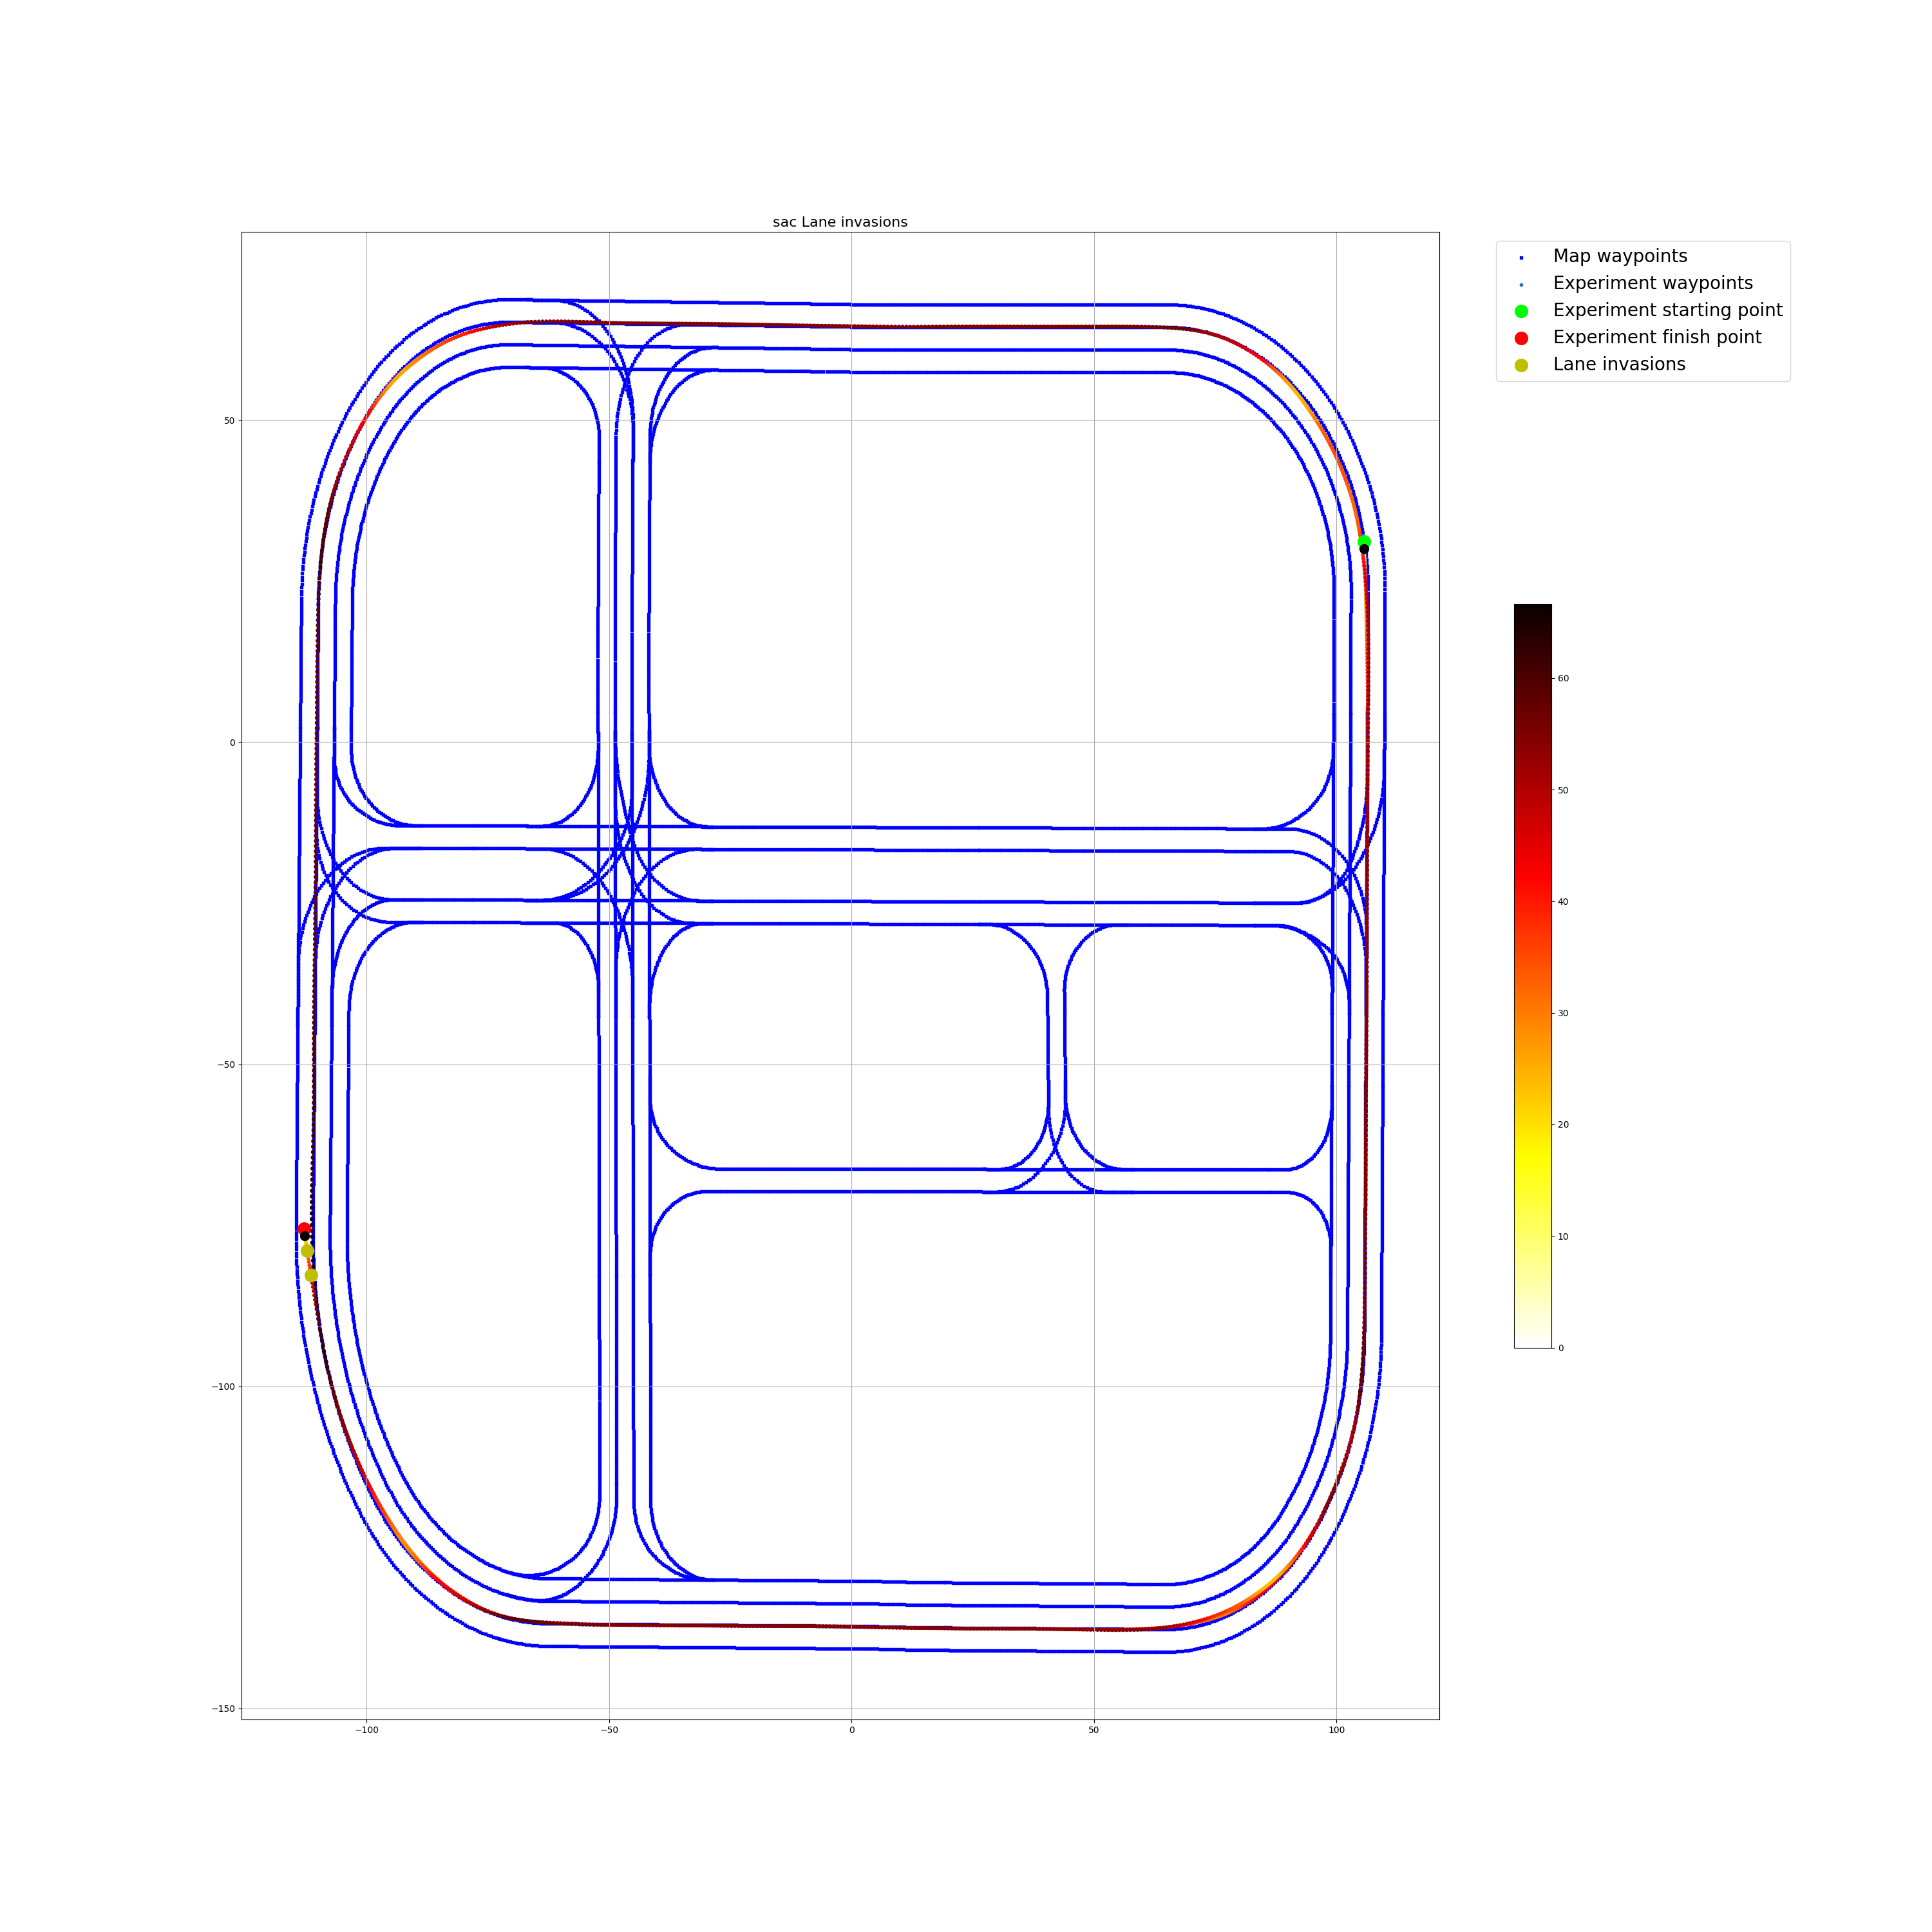 sac Lane invasions
Map waypoints
Experiment waypoints
Experiment starting point
Experiment finish point
Lane invasions
50
0
−50
−100
−150
−100
−50
0
50
100
60
50
40
30
20
10
0